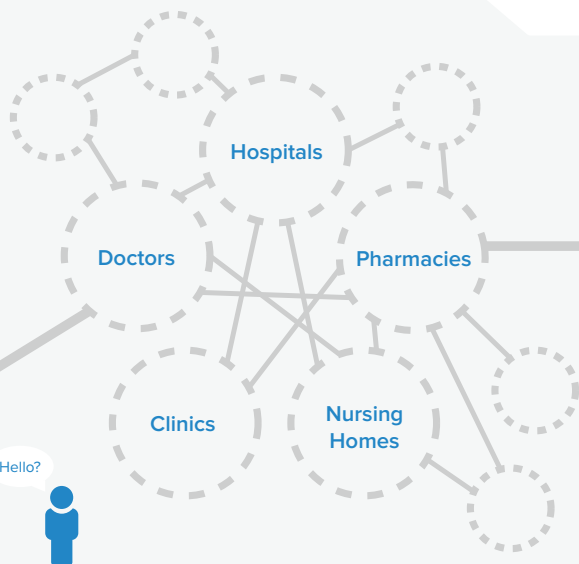 Hospitals
Doctors
Pharmacies
Clinics
Nursing
Homes
Hello?